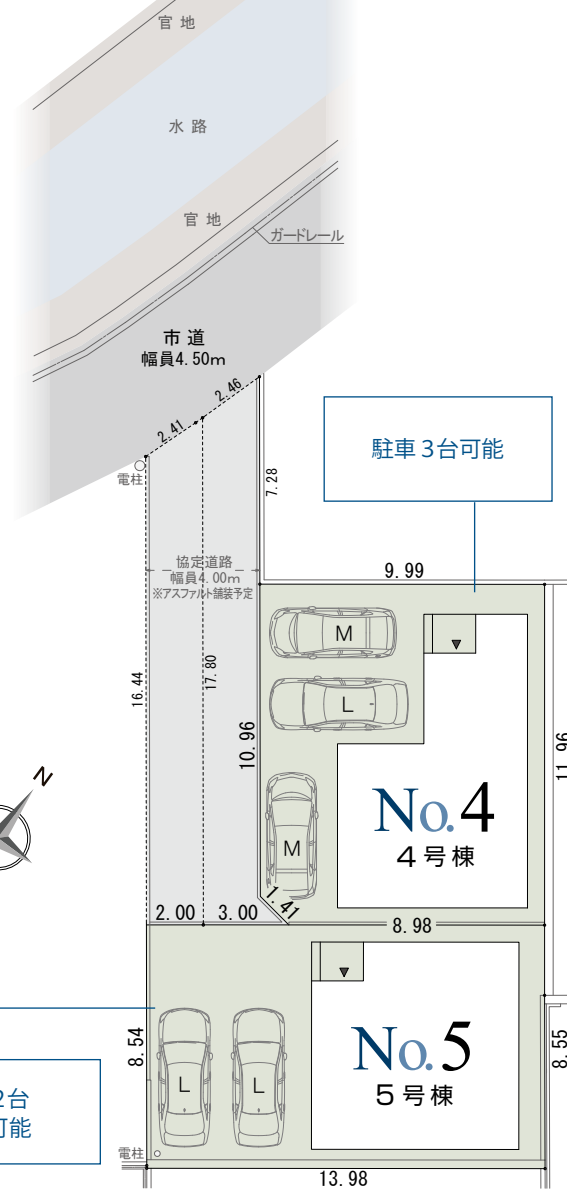 官地
水路
官地
ガードレール
市道
幅員4.50m
2.46
2.41
電柱
7.28
駐車3台可能
協定道路
幅員4.00m
※アスファルト舗装予定
9.99
M
L
16.44
17.80
10.96
11.96
N
No.4
4号棟
M
1.41
2.00
3.00
8.98
No.5
5号棟
8.54
8.55
L
L
2台
可能
電柱
13.98